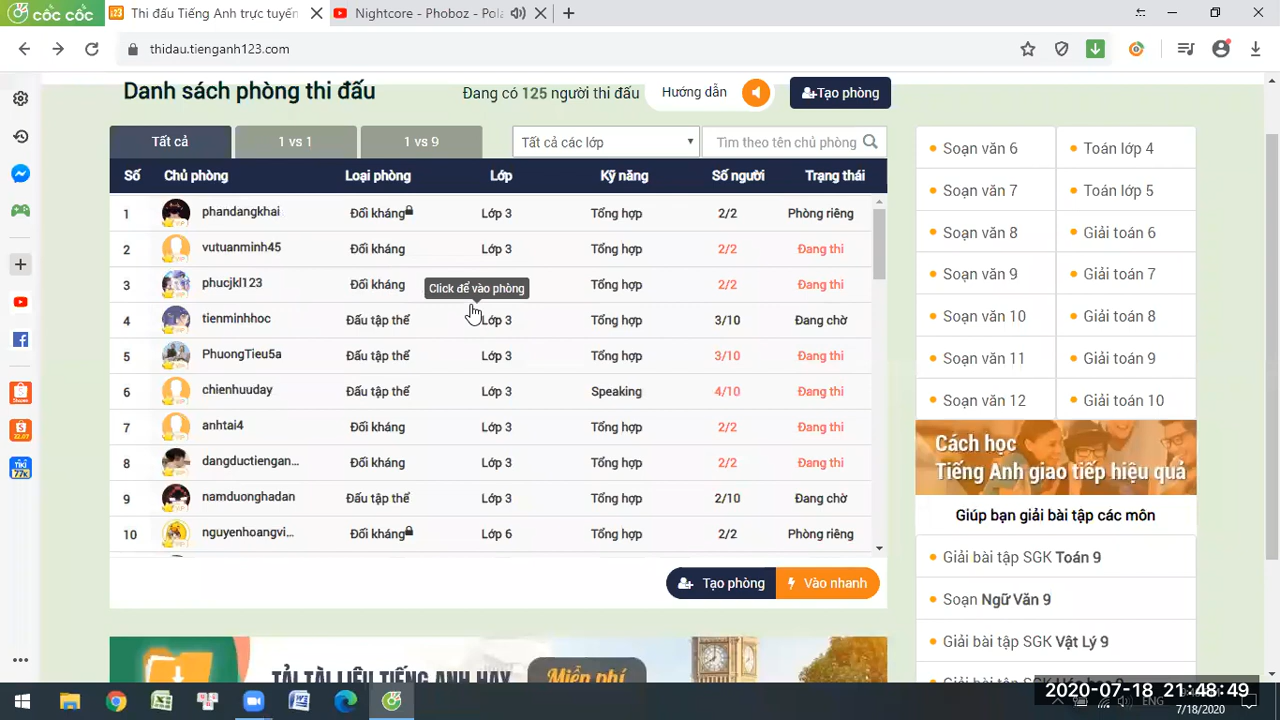 cốc cốc
Thi đấu Tiếng Anh trực tuyến
Nightcore - Phoboz - Pola
thidau.tienganh123.com
Danh sách phòng thi đấu
Đang có 125 người thi đấu
Hướng dẫn
Tạo phòng
Tất cả
1 vs 1
1 vs 9
Tất cả các lớp
Tìm theo tên chủ phòng
Số Chủ phòng Loại phòng Lớp Kỹ năng Số người Trạng thái
1 phandangkhai Đối kháng Lớp 3 Tổng hợp 2/2 Phòng riêng
2 vutuanminh45 Đối kháng Lớp 3 Tổng hợp 2/2 Đang thi
3 phucjkl123 Đối kháng Tổng hợp 2/2 Đang thi
Click để vào phòng
4 tienminhhoc Đấu tập thể Lớp 3 Tổng hợp 3/10 Đang chờ
5 PhuongTieu5a Đấu tập thể Lớp 3 Tổng hợp 3/10 Đang thi
6 chienhuuday Đấu tập thể Lớp 3 Speaking 4/10 Đang thi
7 anhtai4 Đối kháng Lớp 3 Tổng hợp 2/2 Đang thi
8 dangductiengan... Đối kháng Lớp 3 Tổng hợp 2/2 Đang thi
9 namduonghadan Đấu tập thể Lớp 3 Tổng hợp 2/10 Đang chờ
10 nguyenhoangvi... Đối kháng Lớp 6 Tổng hợp 2/2 Phòng riêng
Tạo phòng
Vào nhanh
TẢI TÀI LIỆU TIẾNG ANH HAY
Miễn phí
Soạn văn 6 Toán lớp 4
Soạn văn 7 Toán lớp 5
Soạn văn 8 Giải toán 6
Soạn văn 9 Giải toán 7
Soạn văn 10 Giải toán 8
Soạn văn 11 Giải toán 9
Soạn văn 12 Giải toán 10
Cách học
Tiếng Anh giao tiếp hiệu quả
Giúp bạn giải bài tập các môn
Giải bài tập SGK Toán 9
Soạn Ngữ Văn 9
Giải bài tập SGK Vật Lý 9
2020-07-18 21:48:49
ENG
7/18/2020